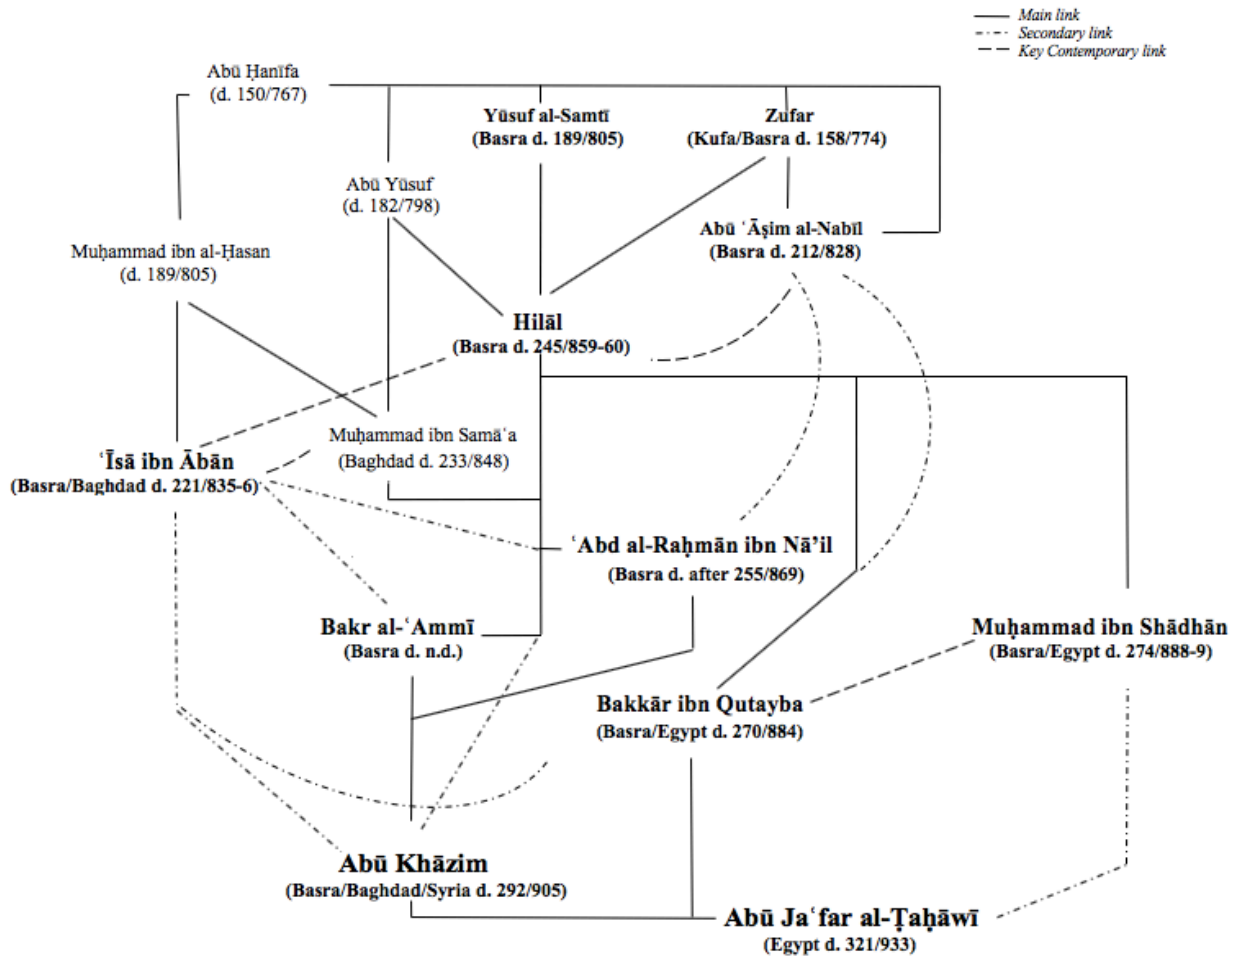 Main link
Secondary link
Key Contemporary link
Abū Ḥanīfa
(d. 150/767)
Yūsuf al-Samtī
(Basra d. 189/805)
Zufar
(Kufa/Basra d. 158/774)
Abū Yūsuf
(d. 182/798)
Abū ʿĀṣim al-Nabīl
(Basra d. 212/828)
Muḥammad ibn al-Ḥasan
(d. 189/805)
Hilāl
(Basra d. 245/859-60)
Muḥammad ibn Samāʿa
(Baghdad d. 233/848)
ʿĪsā ibn Ābān
(Basra/Baghdad d. 221/835-6)
ʿAbd al-Raḥmān ibn Nā’il
(Basra d. after 255/869)
Bakr al-ʿAmmī
(Basra d. n.d.)
Muḥammad ibn Shādhān
(Basra/Egypt d. 274/888-9)
Bakkār ibn Qutayba
(Basra/Egypt d. 270/884)
Abū Khāzim
(Basra/Baghdad/Syria d. 292/905)
Abū Jaʿfar al-Ṭaḥāwī
(Egypt d. 321/933)